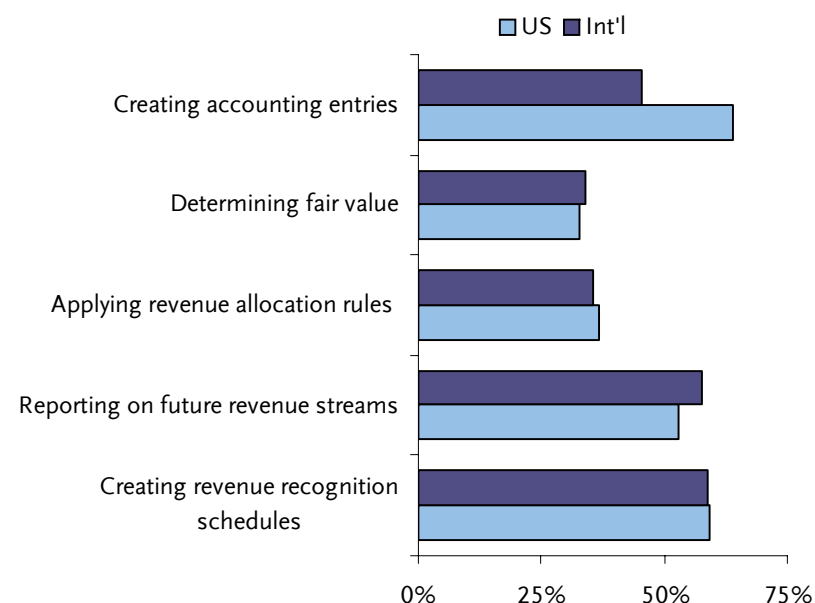 US Int'l
Creating accounting entries
Determining fair value
Applying revenue allocation rules
Reporting on future revenue streams
Creating revenue recognition
schedules
0% 25% 50% 75%